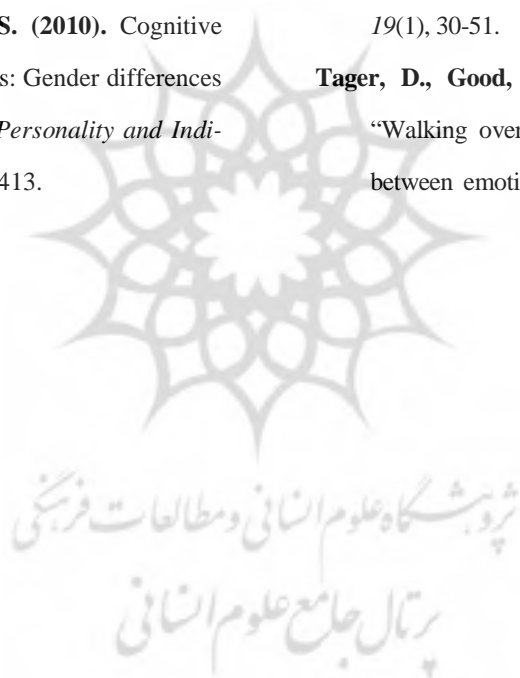 S. (2010). Cognitive
s: Gender differences
Personality and Indi-
413.
19(1), 30-51.
Tager, D., Good,
“Walking over
between emoti
پژوهشگاه علوم انسانی و مطالعات فرهنگی
پرتال جامع علوم انسانی